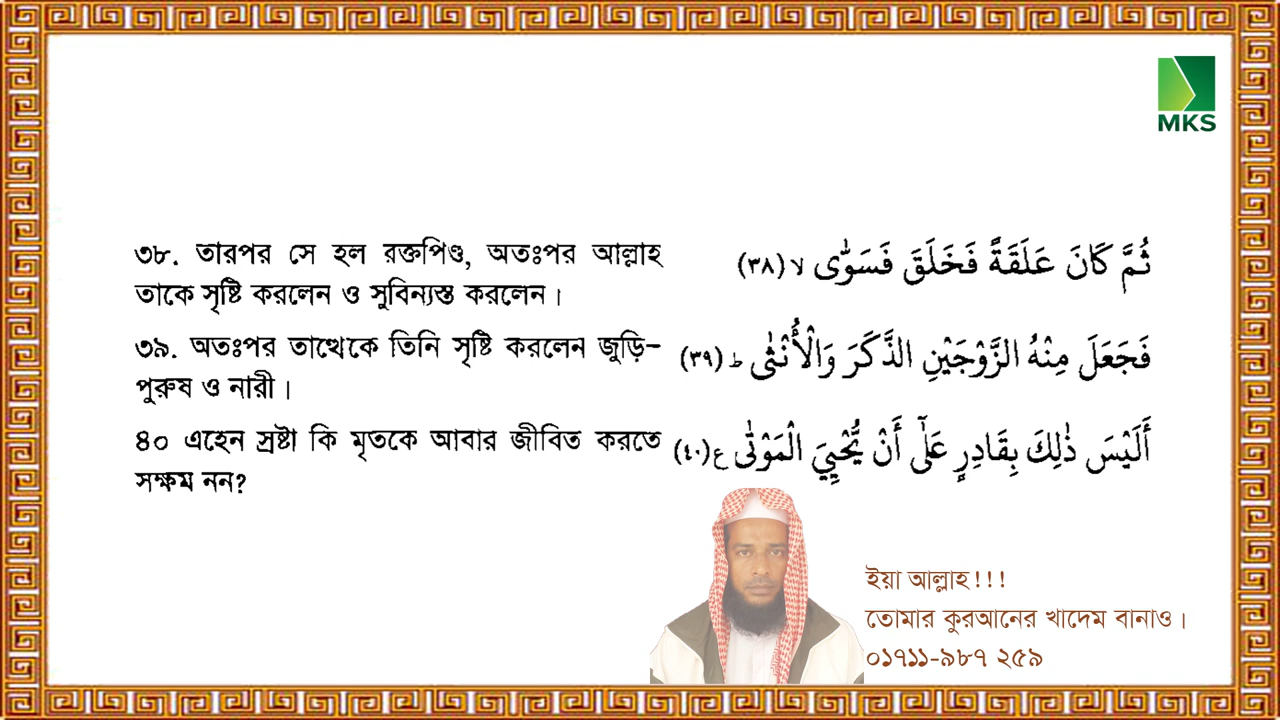 MKS
৩৮. তারপর সে হল রক্তপিণ্ড, অতঃপর আল্লাহ
তাকে সৃষ্টি করলেন ও সুবিন্যস্ত করলেন।
ثُمَّ كَانَ عَلَقَةً فَخَلَقَ فَسَوّٰى لا (٣٨)
৩৯. অতঃপর তাত্থেকে তিনি সৃষ্টি করলেন জুড়ি-
পুরুষ ও নারী।
فَجَعَلَ مِنْهُ الزَّوْجَيْنِ الذَّكَرَ وَالْأُنْثٰى ط (٣٩)
৪০ এহেন স্রষ্টা কি মৃতকে আবার জীবিত করতে
সক্ষম নন?
أَلَيْسَ ذٰلِكَ بِقَادِرٍ عَلٰٓى أَنْ يُّحْيِيَ الْمَوْتٰى ع (٤٠)
ইয়া আল্লাহ!!!
তোমার কুরআনের খাদেম বানাও।
০১৭১১-৯৮৭ ২৫৯